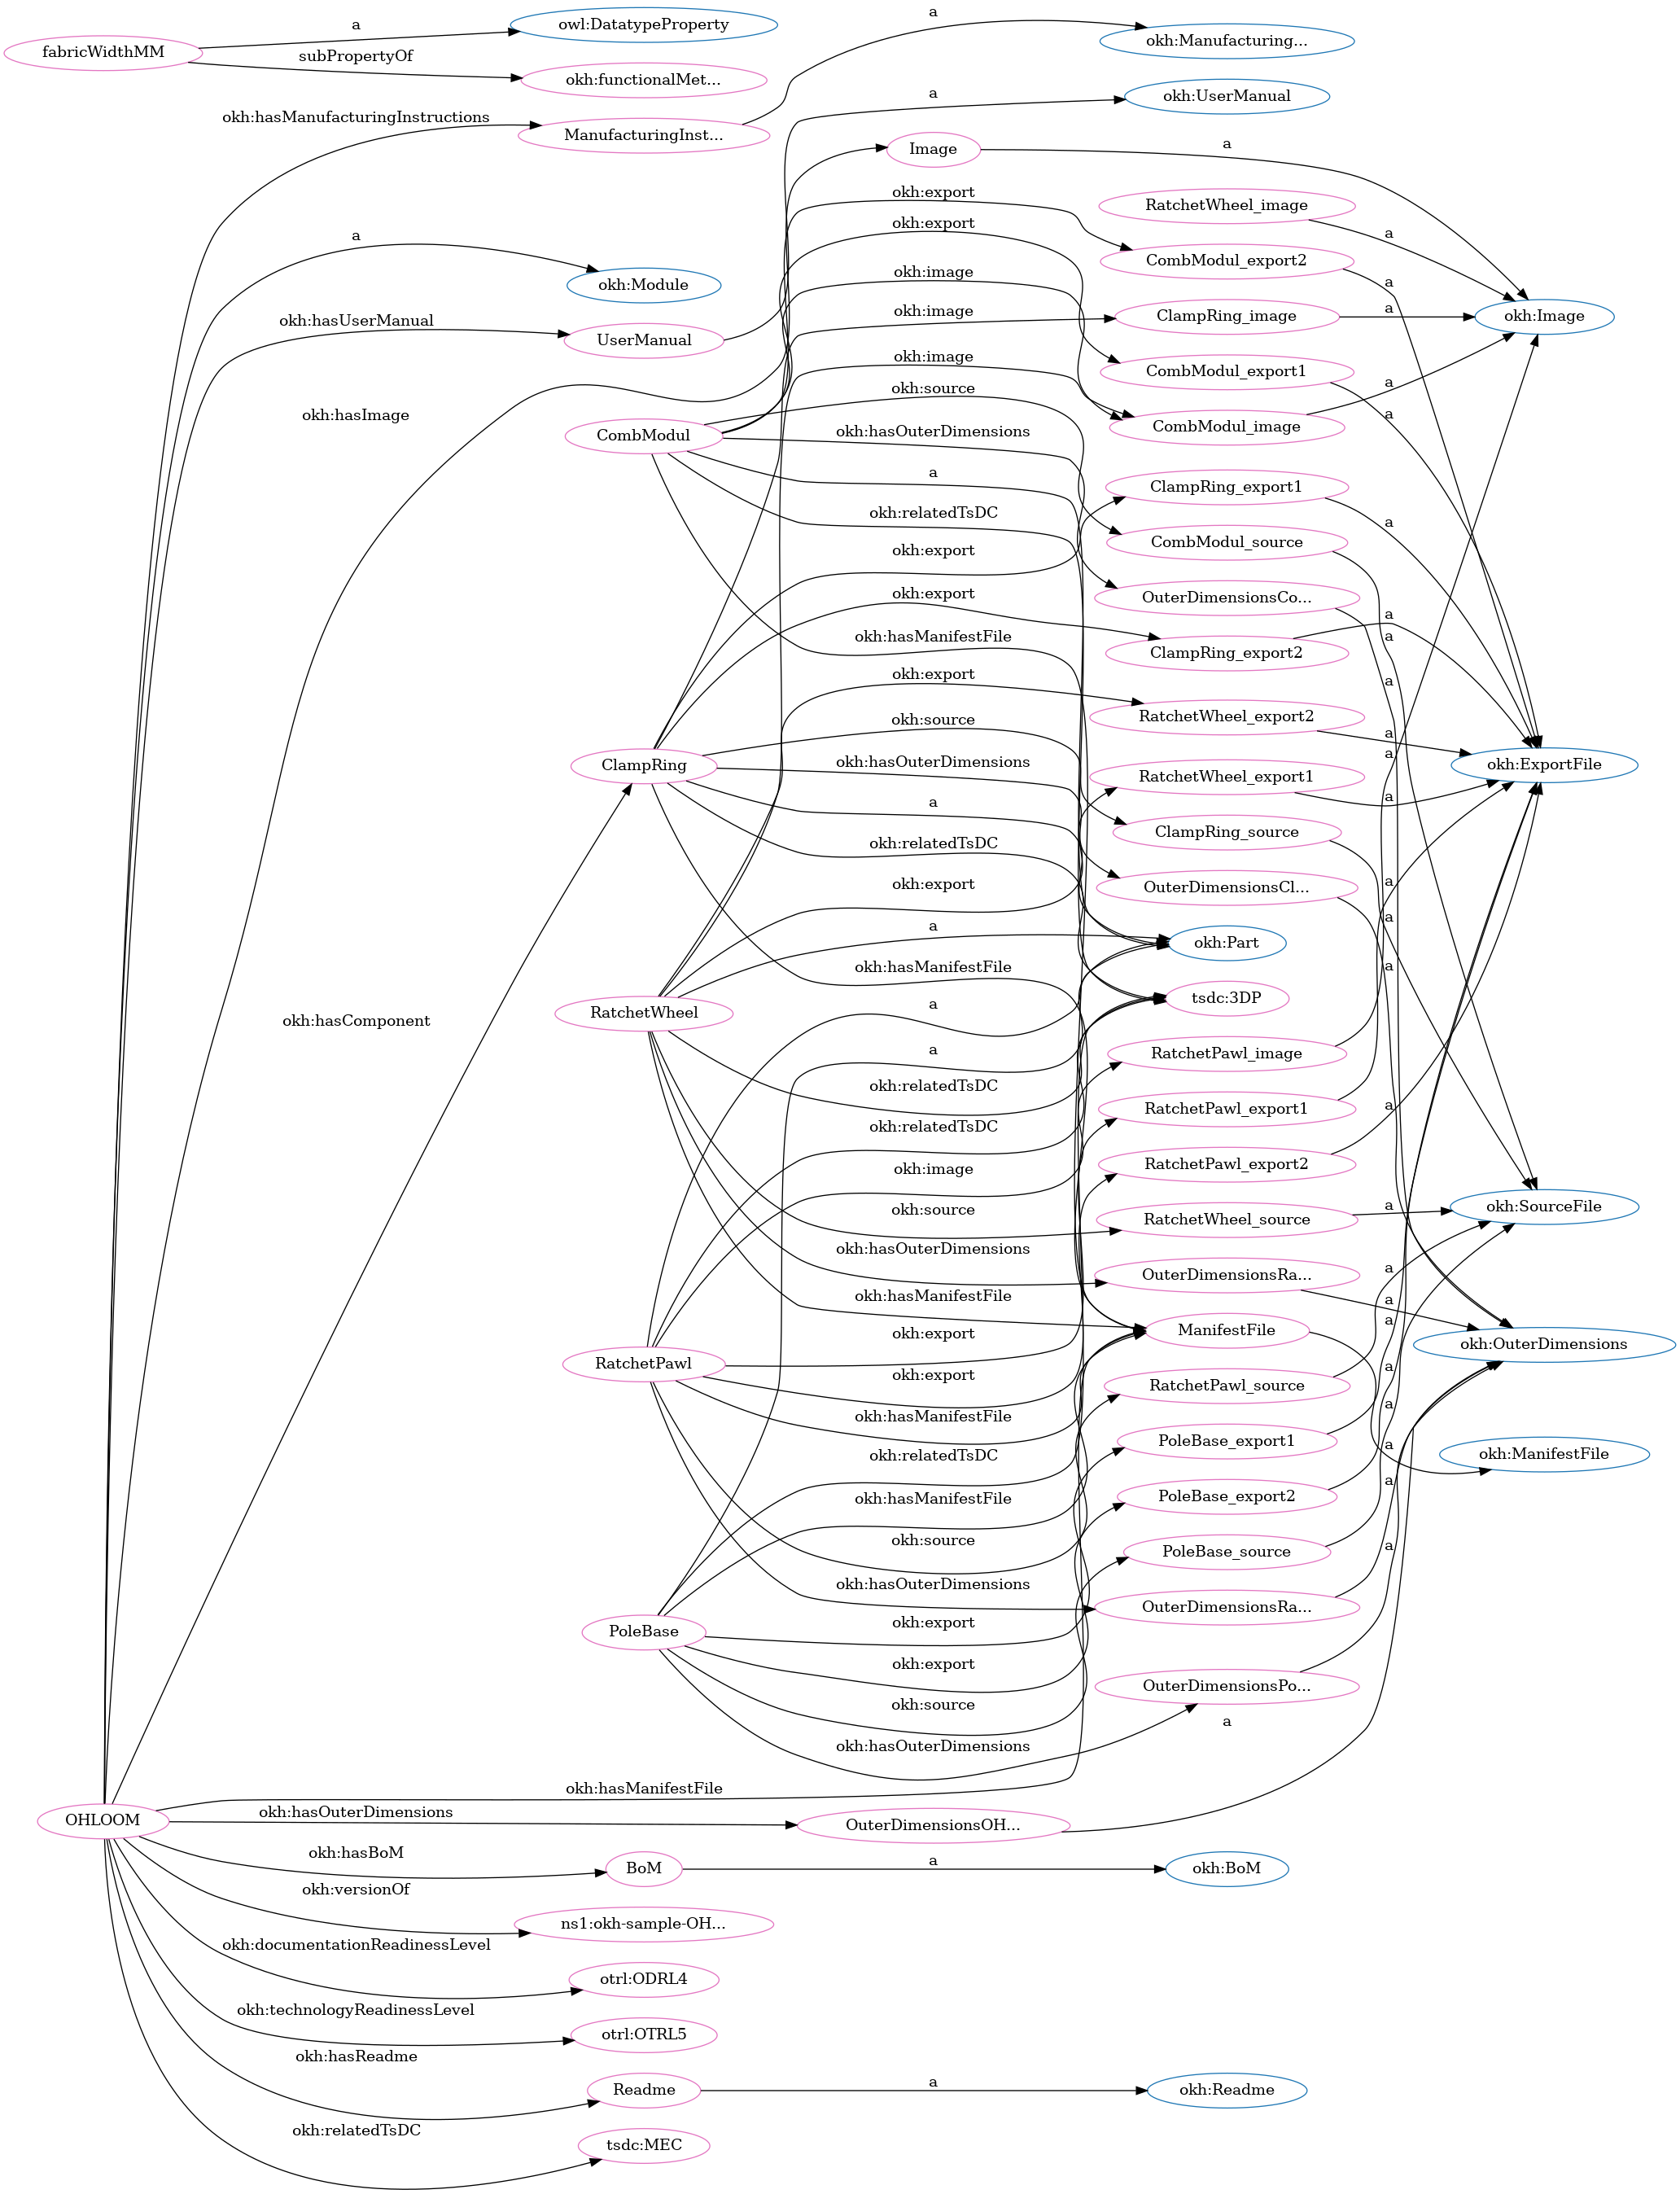 fabricWidthMM
a
owl:DatatypeProperty
subPropertyOf
okh:functionalMet...
okh:hasManufacturingInstructions
ManufacturingInst...
a
okh:Manufacturing...
a
okh:UserManual
a
okh:Module
okh:hasUserManual
UserManual
okh:hasImage
Image
a
okh:export
RatchetWheel_image
a
okh:export
CombModul_export2
a
okh:image
okh:image
ClampRing_image
a
okh:Image
okh:image
CombModul_export1
a
okh:source
CombModul
okh:hasOuterDimensions
CombModul_image
a
a
ClampRing_export1
a
okh:relatedTsDC
CombModul_source
a
okh:export
okh:export
OuterDimensionsCo...
a
okh:hasManifestFile
ClampRing_export2
a
okh:export
okh:source
RatchetWheel_export2
a
ClampRing
okh:hasOuterDimensions
RatchetWheel_export1
a
okh:ExportFile
a
a
okh:relatedTsDC
ClampRing_source
a
okh:export
OuterDimensionsCl...
a
a
okh:Part
okh:hasManifestFile
tsdc:3DP
a
RatchetWheel
okh:hasComponent
a
RatchetPawl_image
okh:relatedTsDC
RatchetPawl_export1
a
okh:relatedTsDC
okh:image
RatchetPawl_export2
a
okh:source
RatchetWheel_source
a
okh:SourceFile
okh:hasOuterDimensions
OuterDimensionsRa...
a
okh:hasManifestFile
a
okh:export
ManifestFile
a
okh:OuterDimensions
RatchetPawl
okh:export
RatchetPawl_source
a
okh:hasManifestFile
a
okh:relatedTsDC
PoleBase_export1
a
okh:ManifestFile
okh:hasManifestFile
PoleBase_export2
a
okh:source
PoleBase_source
a
okh:hasOuterDimensions
OuterDimensionsRa...
PoleBase
okh:export
okh:export
OuterDimensionsPo...
okh:source
a
okh:hasOuterDimensions
okh:hasManifestFile
OHLOOM
okh:hasOuterDimensions
OuterDimensionsOH...
okh:hasBoM
BoM
a
okh:BoM
okh:versionOf
ns1:okh-sample-OH...
okh:documentationReadinessLevel
otrl:ODRL4
okh:technologyReadinessLevel
otrl:OTRL5
okh:hasReadme
Readme
a
okh:Readme
okh:relatedTsDC
tsdc:MEC